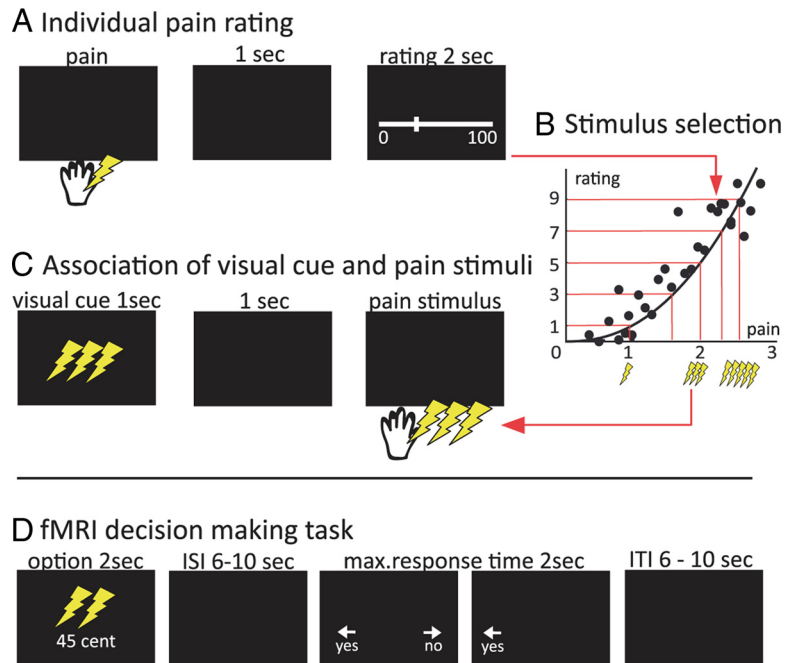 A Individual pain rating
pain 1 sec rating 2 sec
0 100
B Stimulus selection
rating
9
7
5
3
1
0 1 2 3
pain
C Association of visual cue and pain stimuli
visual cue 1sec 1 sec pain stimulus
D fMRI decision making task
option 2sec ISI 6-10 sec max.response time 2sec ITI 6 - 10 sec
45 cent
yes no yes